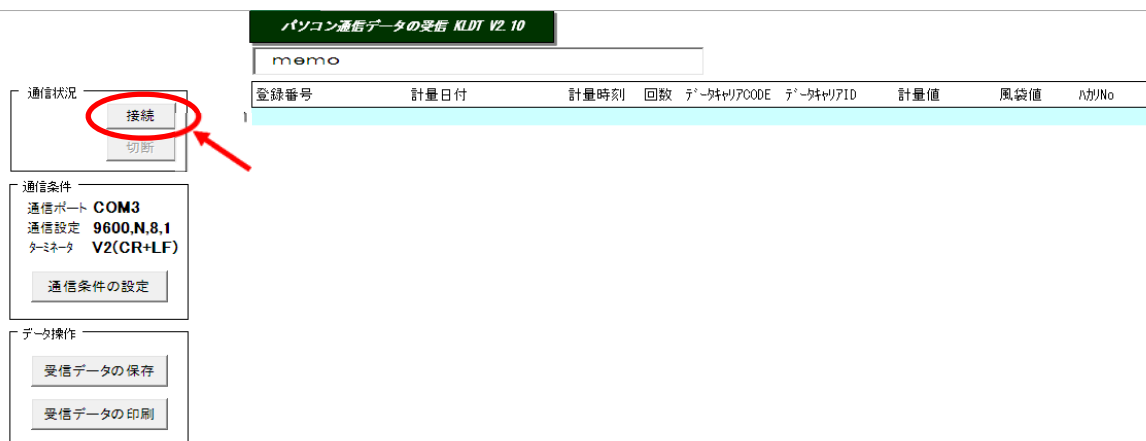 パソコン通信データの受信 KLDT V2.10
memo
通信状況
接続
切断
登録番号 計量日付 計量時刻 回数 ﾃﾞｰﾀｷｬﾘｱCODE ﾃﾞｰﾀｷｬﾘｱID 計量値 風袋値 ﾊｶﾘNo
通信条件
通信ポート COM3
通信設定 9600,N,8,1
ﾀｰﾐﾈｰﾀ V2(CR+LF)
通信条件の設定
データ操作
受信データの保存
受信データの印刷